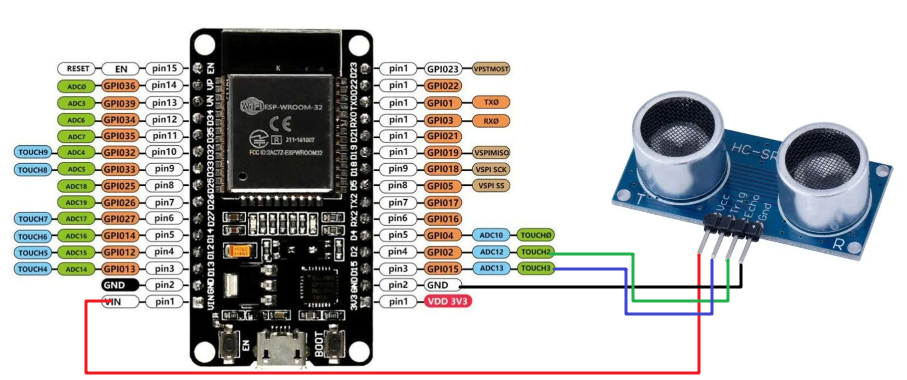 RESET EN pin15
ADC0 GPIO36 pin14
ADC3 GPIO39 pin13
ADC6 GPIO34 pin12
ADC7 GPIO35 pin11
TOUCH9 ADC4 GPIO32 pin10
TOUCH8 ADC5 GPIO33 pin9
ADC18 GPIO25 pin8
ADC19 GPIO26 pin7
TOUCH7 ADC17 GPIO27 pin6
TOUCH6 ADC16 GPIO14 pin5
TOUCH5 ADC15 GPIO12 pin4
TOUCH4 ADC14 GPIO13 pin3
GND pin2
VIN pin1
EN
UP
UN
D34
D35
D32
D33
D25
D26
D27
D14
D12
D13
GND
VIN
K
WiFi ESP-WROOM-32
CE
R 211-161007
FCC ID:2AC7Z-ESPWROOM32
EN
BOOT
D23
D22
TX0
RX0
D21
D19
D18
D5
TX2
RX2
D4
D2
D15
GND
3V3
pin1 GPIO23 VPSTMOST
pin1 GPIO22
pin1 GPIO1 TX0
pin1 GPIO3 RX0
pin1 GPIO21
pin1 GPIO19 VSPIMISO
pin9 GPIO18 VSPI SCK
pin8 GPIO5 VSPI SS
pin7 GPIO17
pin6 GPIO16
pin5 GPIO4 ADC10 TOUCH0
pin4 GPIO2 ADC12 TOUCH2
pin3 GPIO15 ADC13 TOUCH3
pin2 GND
pin1 VDD 3V3
HC-SR
T
Vcc
Trig
Echo
Gnd
R